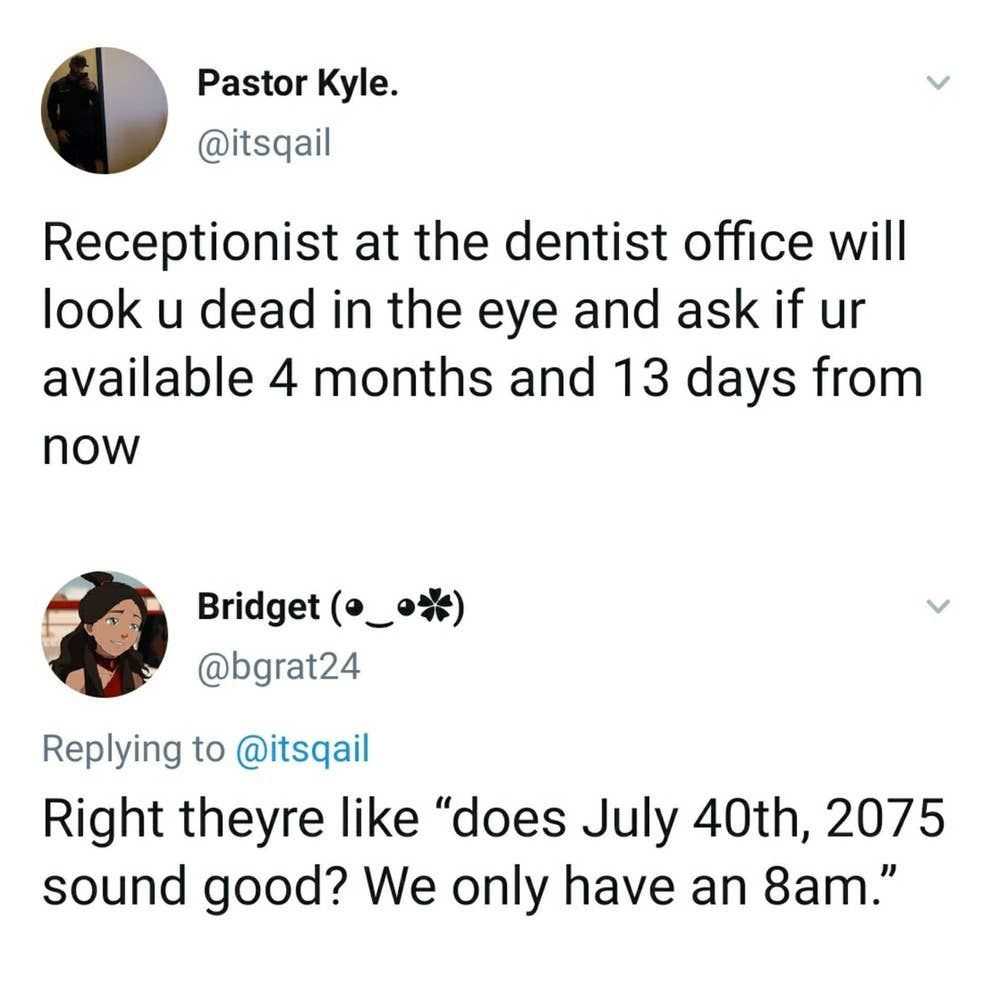 Pastor Kyle.
@itsqail
Receptionist at the dentist office will
look u dead in the eye and ask if ur
available 4 months and 13 days from
now
Bridget (◕‿◕✿)
@bgrat24
Replying to @itsqail
Right theyre like “does July 40th, 2075
sound good? We only have an 8am.”